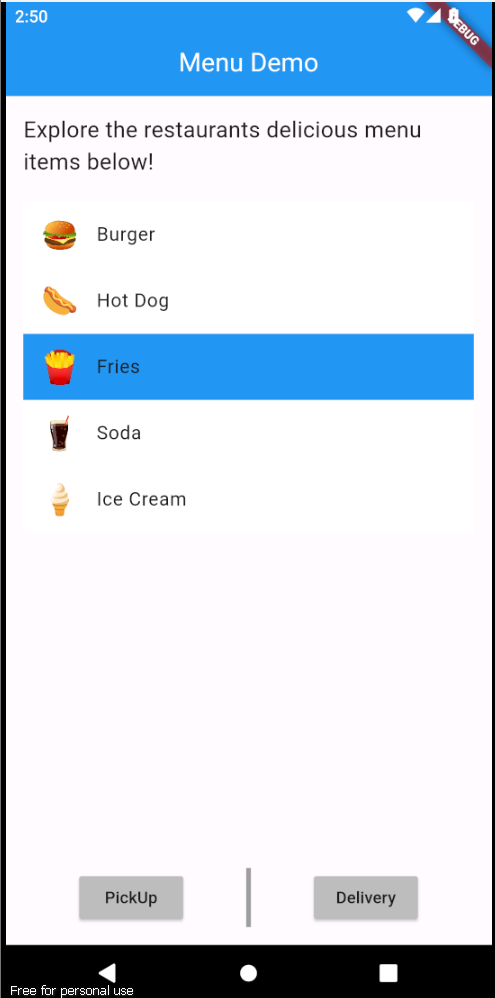 2:50
DEBUG
Menu Demo
Explore the restaurants delicious menu
items below!
Burger
Hot Dog
Fries
Soda
Ice Cream
PickUp
Delivery
Free for personal use